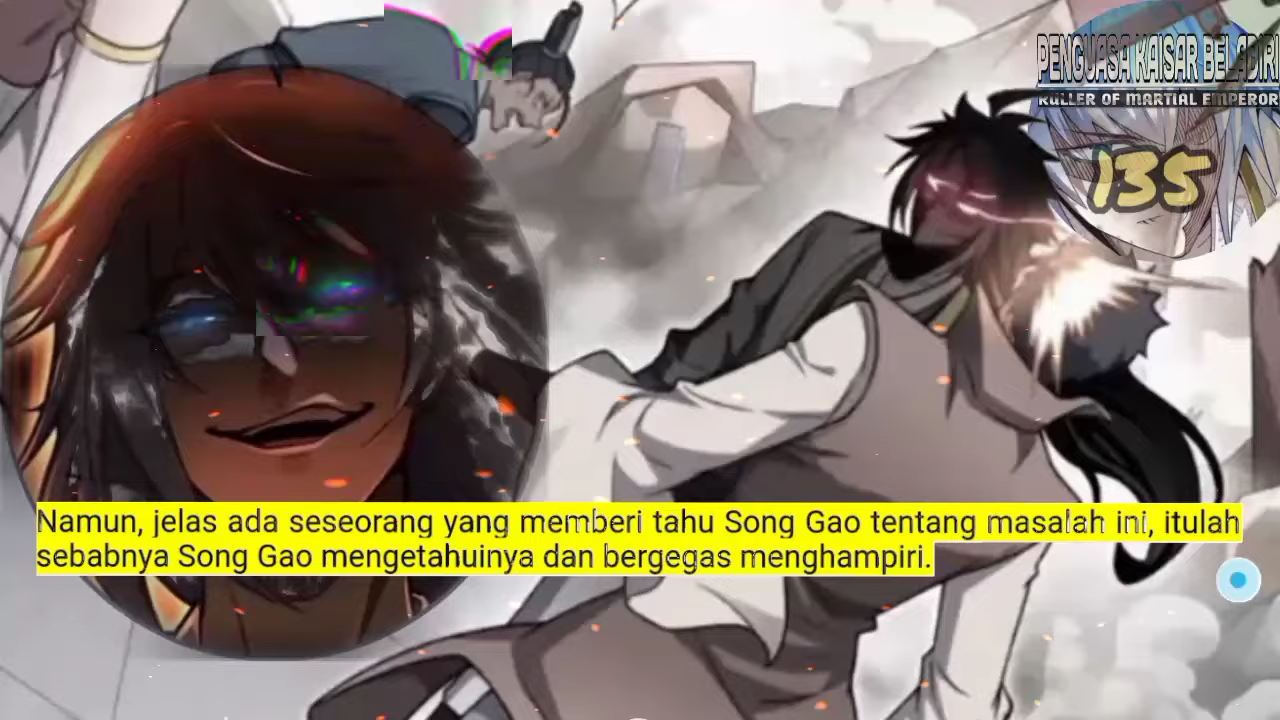 PENGUASA KAISAR BELADIRI
RULLER OF MARTIAL EMPEROR
135
Namun, jelas ada seseorang yang memberi tahu Song Gao tentang masalah ini, itulah
sebabnya Song Gao mengetahuinya dan bergegas menghampiri.